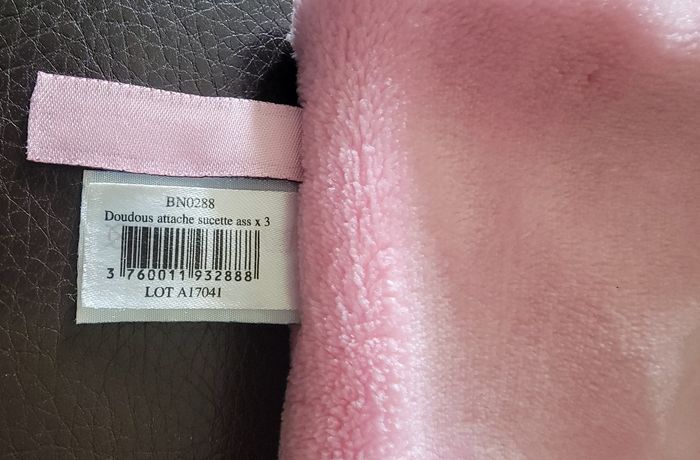 BN0288
Doudous attache sucette ass x 3
3 760011 932888
LOT A17041